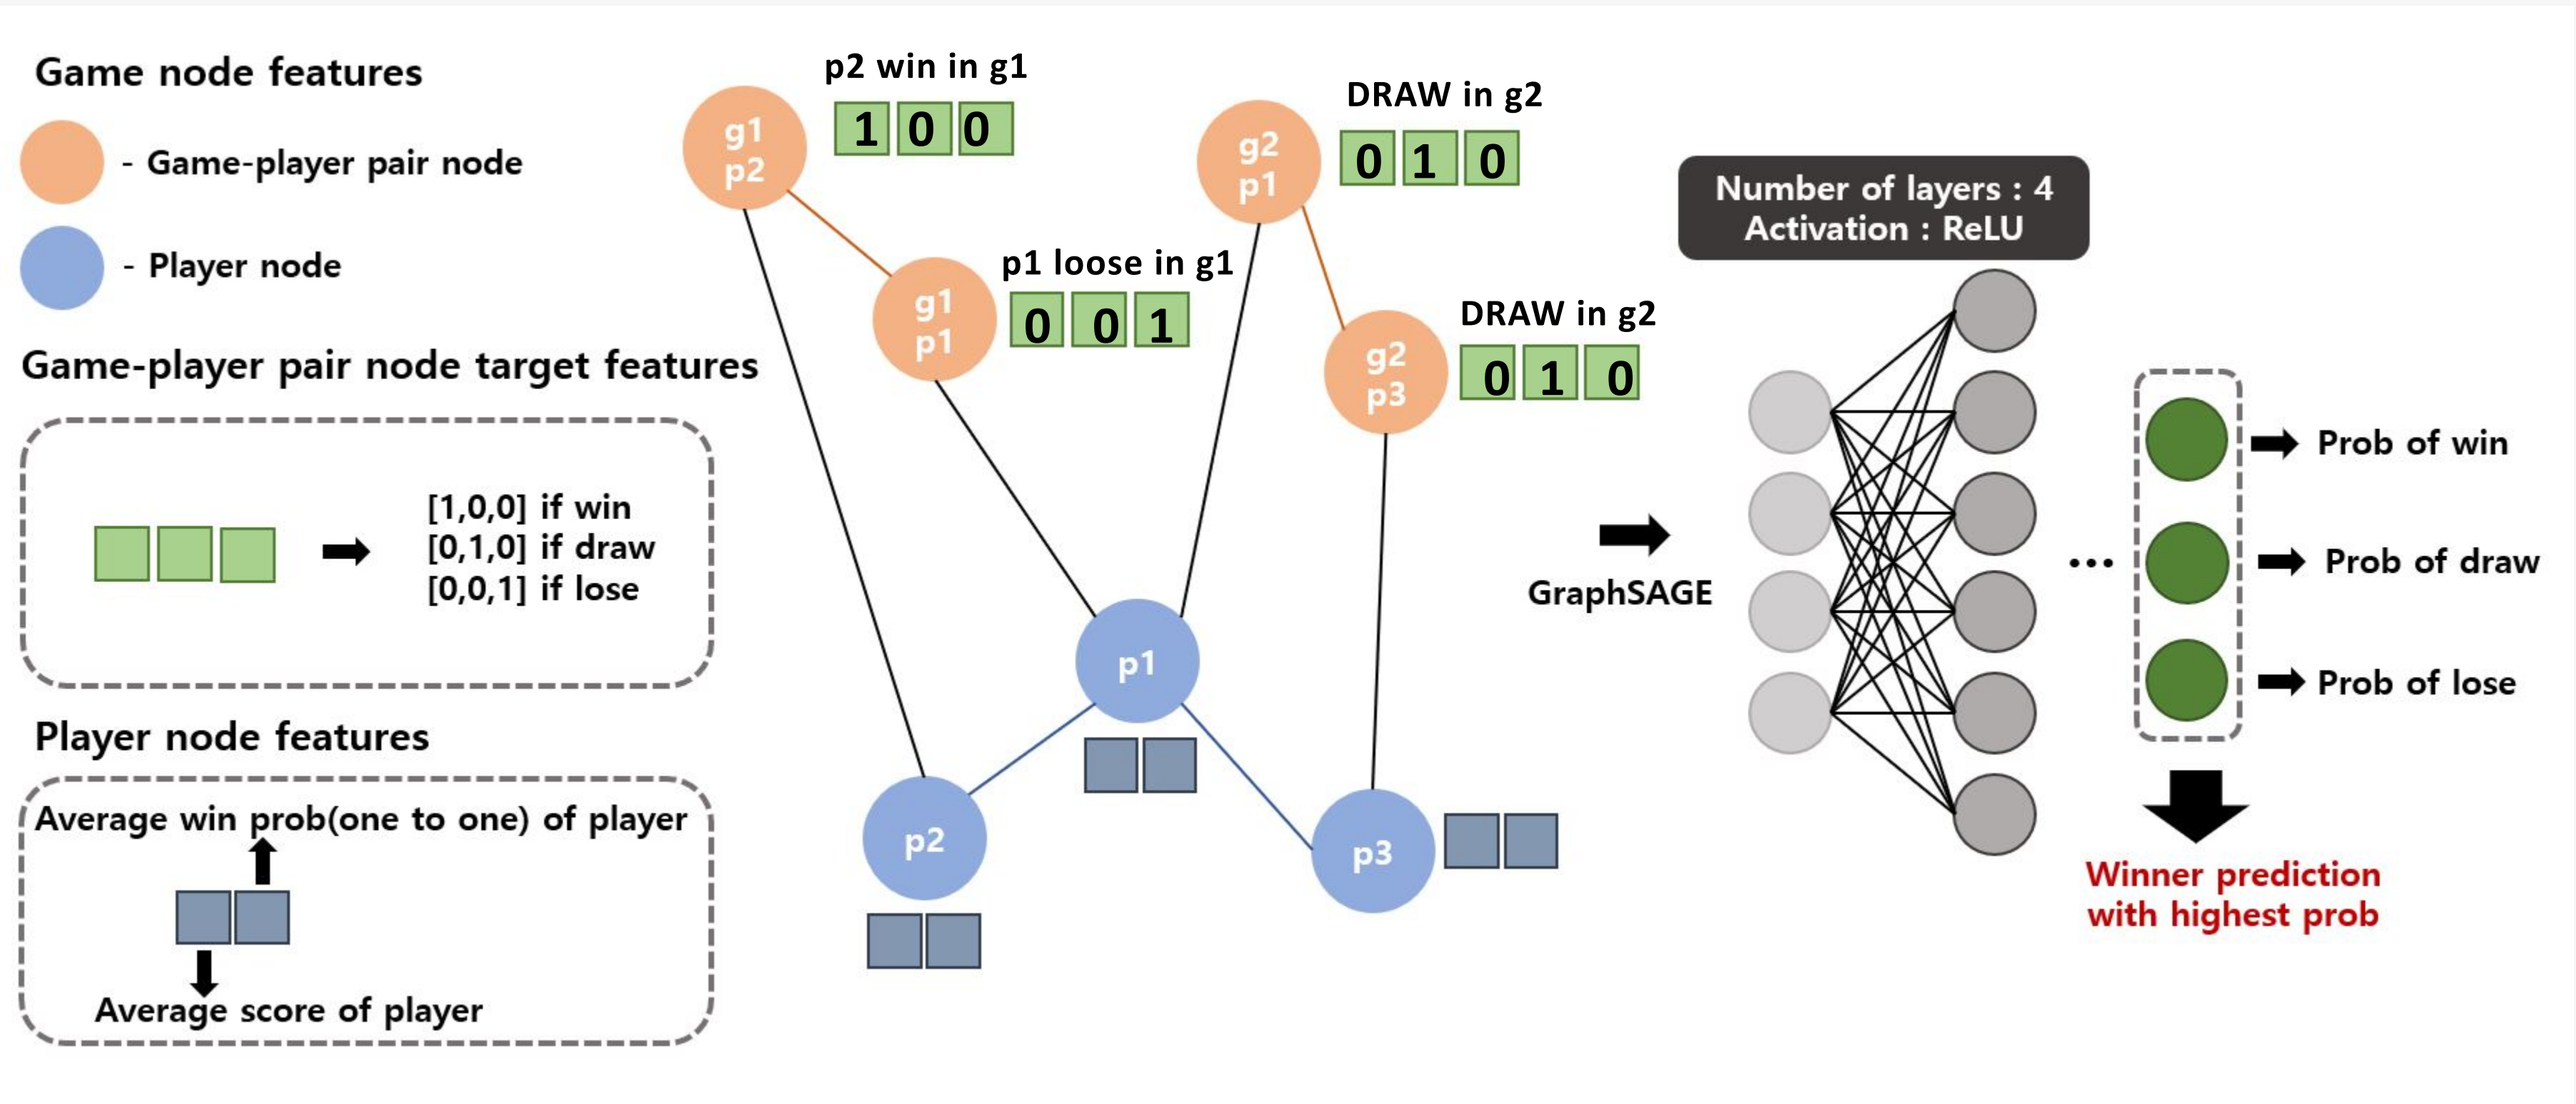 Game node features
- Game-player pair node
- Player node
Game-player pair node target features
[1,0,0] if win
[0,1,0] if draw
[0,0,1] if lose
Player node features
Average win prob(one to one) of player
Average score of player
p2 win in g1
g1
p2
1 0 0
p1 loose in g1
g1
p1
0 0 1
DRAW in g2
g2
p1
0 1 0
DRAW in g2
g2
p3
0 1 0
p1
p2
p3
GraphSAGE
Number of layers : 4
Activation : ReLU
...
Prob of win
Prob of draw
Prob of lose
Winner prediction
with highest prob